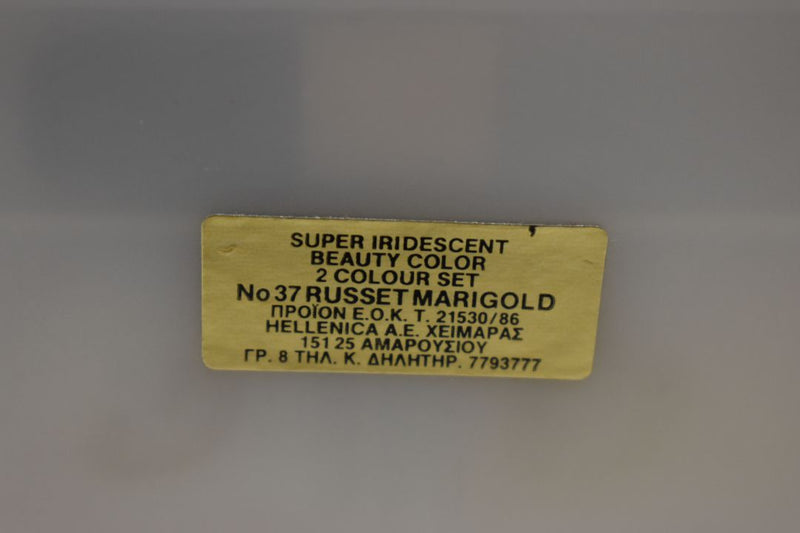 SUPER IRIDESCENT
BEAUTY COLOR
2 COLOUR SET
No 37 RUSSET MARIGOLD
ΠΡΟΪΟΝ Ε.Ο.Κ. Τ. 21530/86
HELLENICA A.E. ΧΕΙΜΑΡΑΣ
151 25 ΑΜΑΡΟΥΣΙΟΥ
ΓΡ. 8 ΤΗΛ. Κ. ΔΗΛΗΤΗΡ. 7793777